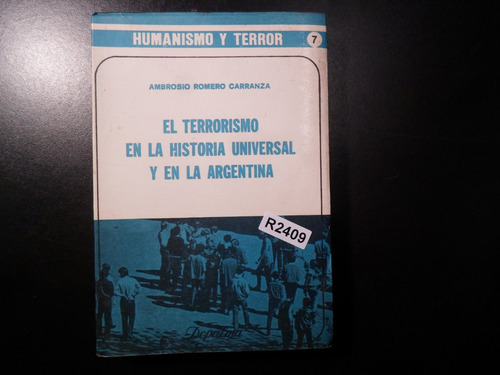 HUMANISMO Y TERROR 7
AMBROSIO ROMERO CARRANZA
EL TERRORISMO
EN LA HISTORIA UNIVERSAL
Y EN LA ARGENTINA
R2409
Depalma